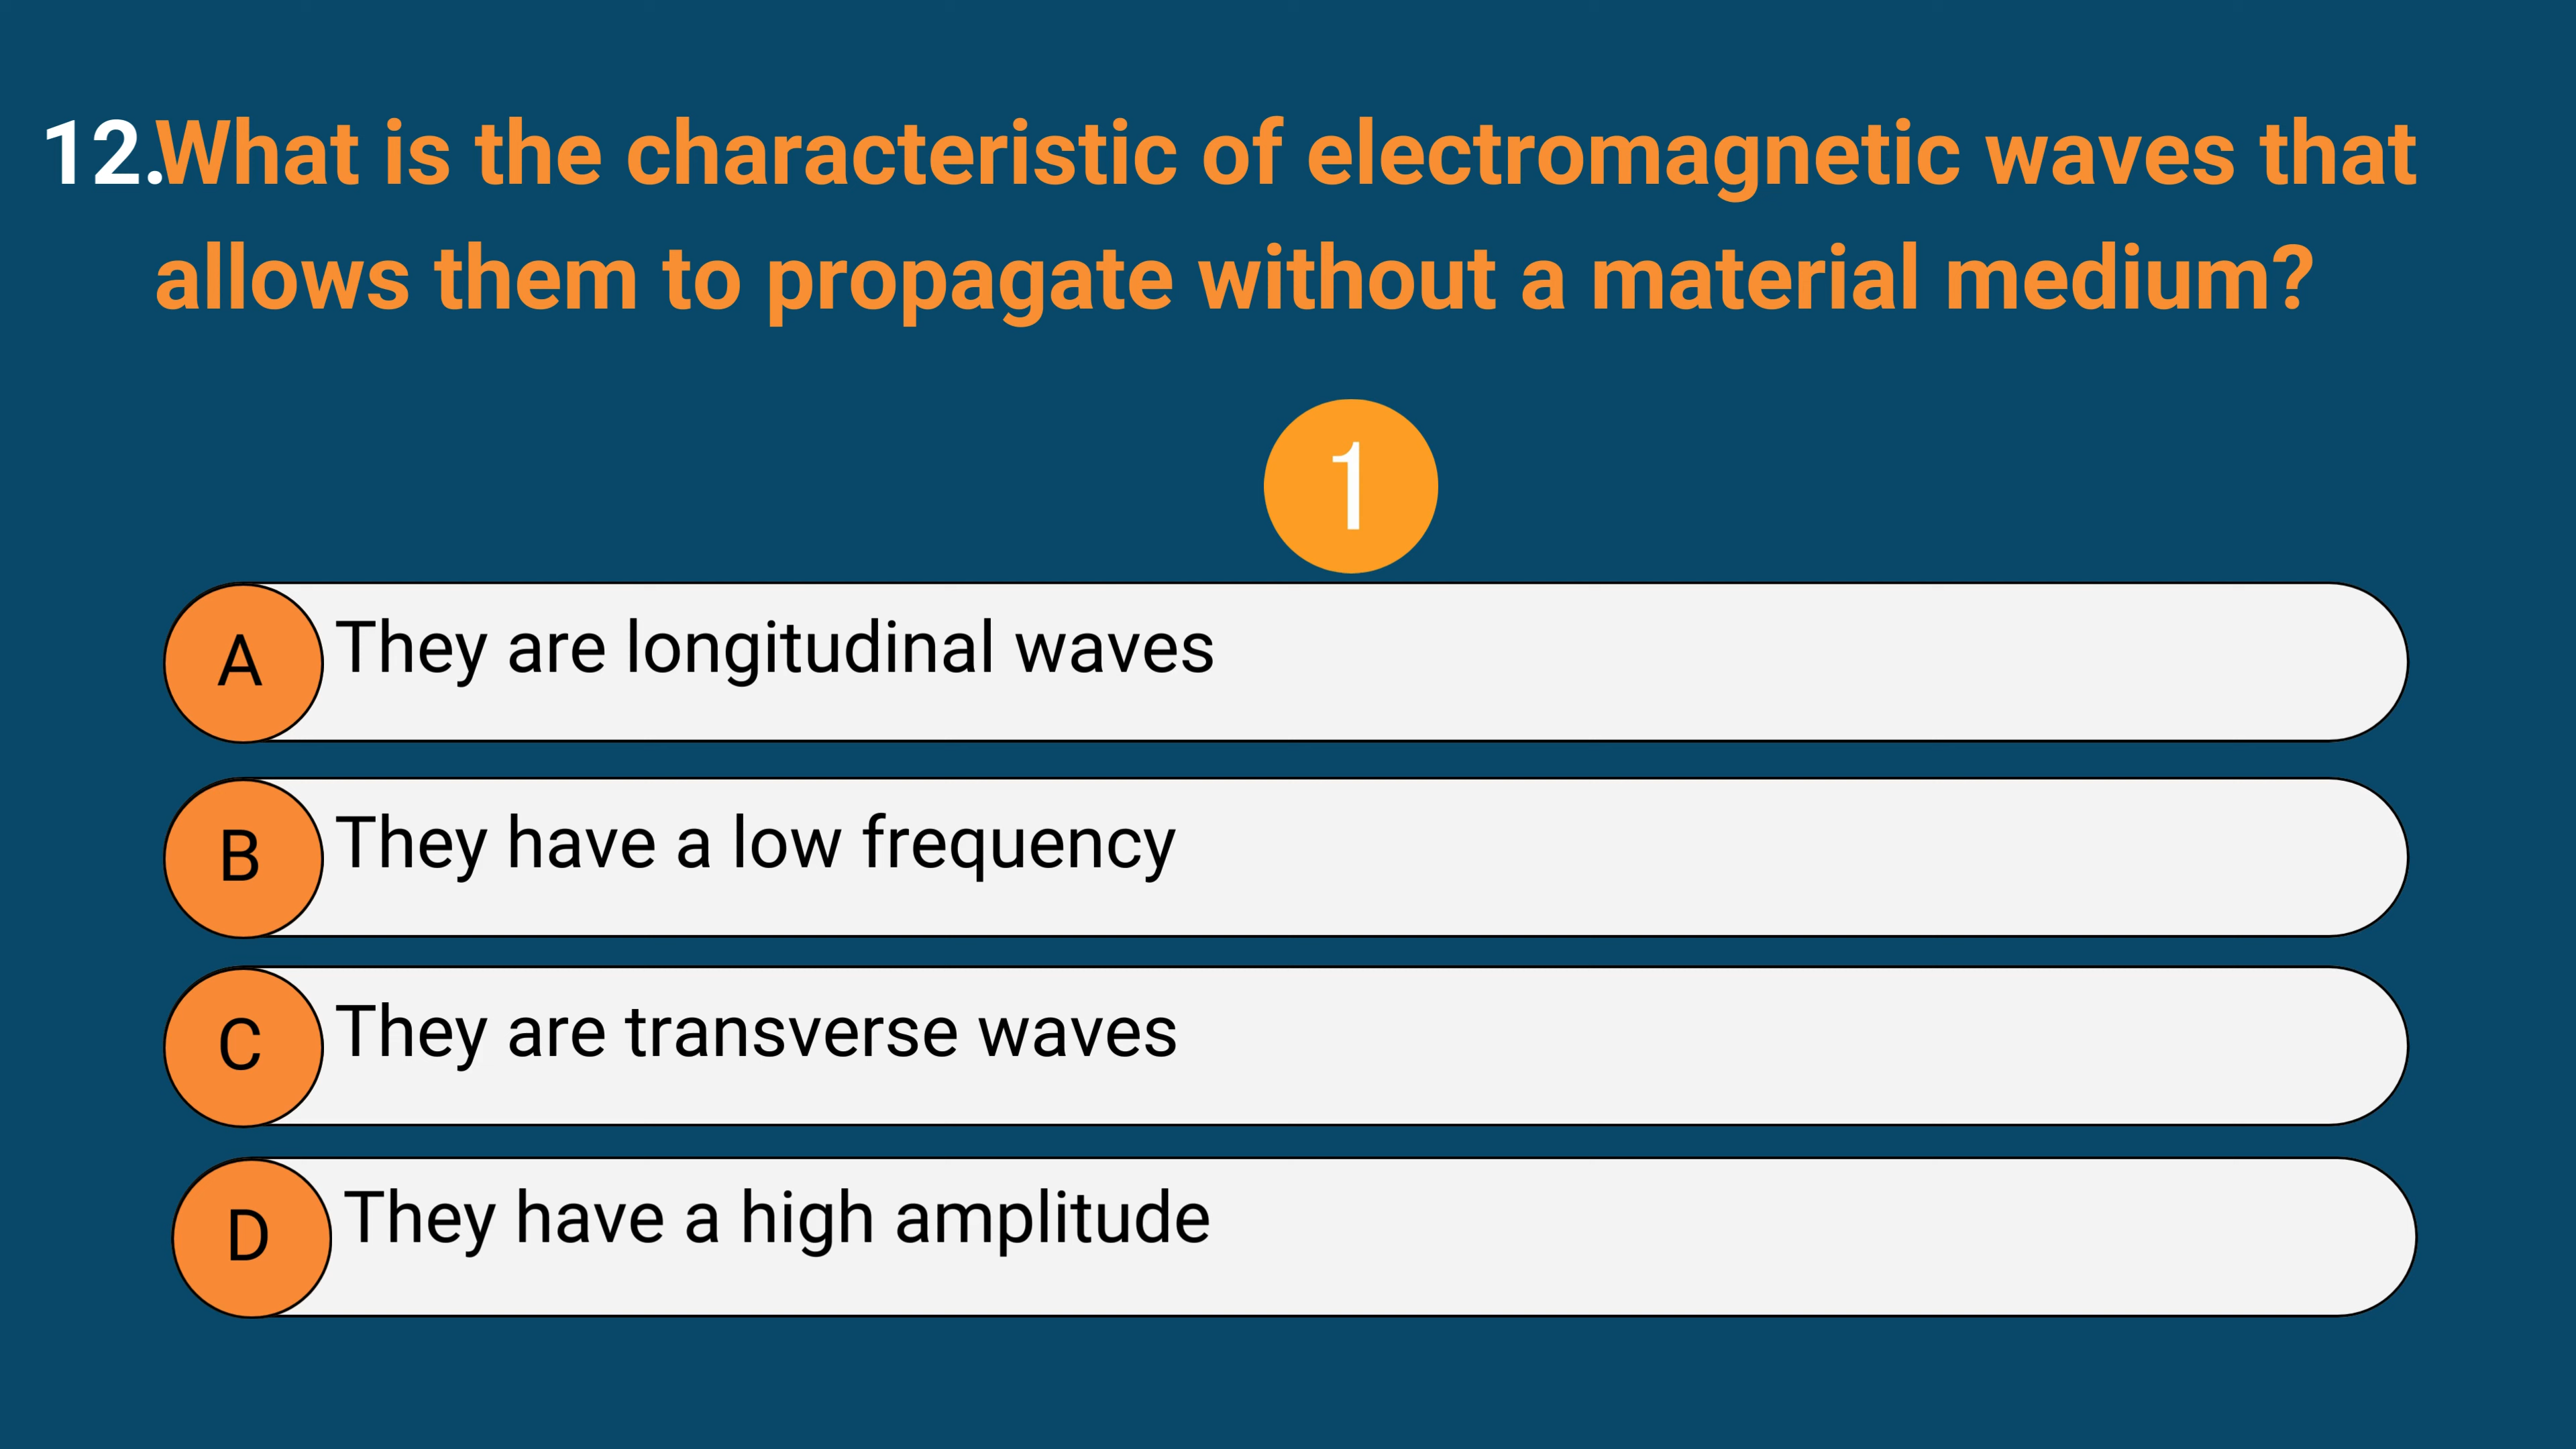 12.What is the characteristic of electromagnetic waves that
allows them to propagate without a material medium?
1
A They are longitudinal waves
B They have a low frequency
C They are transverse waves
D They have a high amplitude